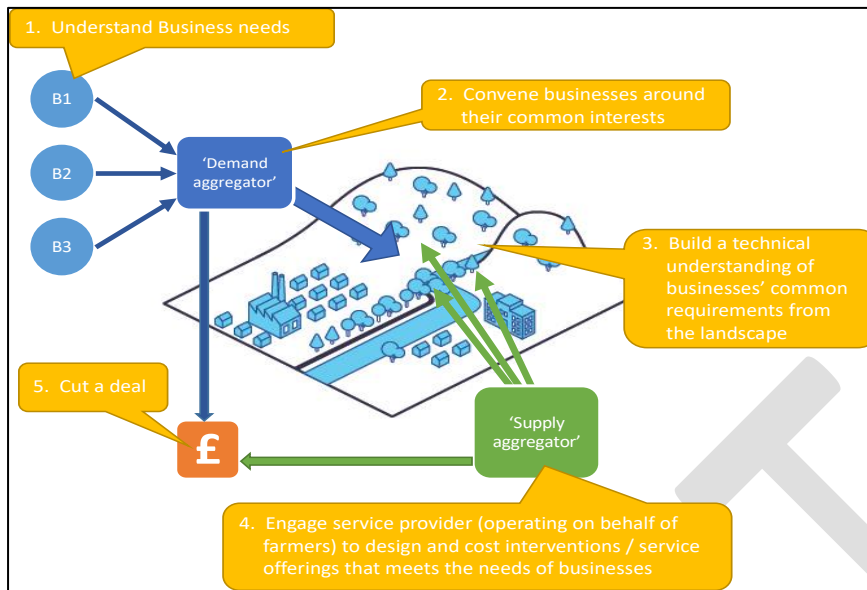 1. Understand Business needs
B1
2. Convene businesses around
their common interests
B2
'Demand
aggregator'
B3
3. Build a technical
understanding of
businesses' common
requirements from
the landscape
5. Cut a deal
£
'Supply
aggregator'
4. Engage service provider (operating on behalf of
farmers) to design and cost interventions / service
offerings that meets the needs of businesses